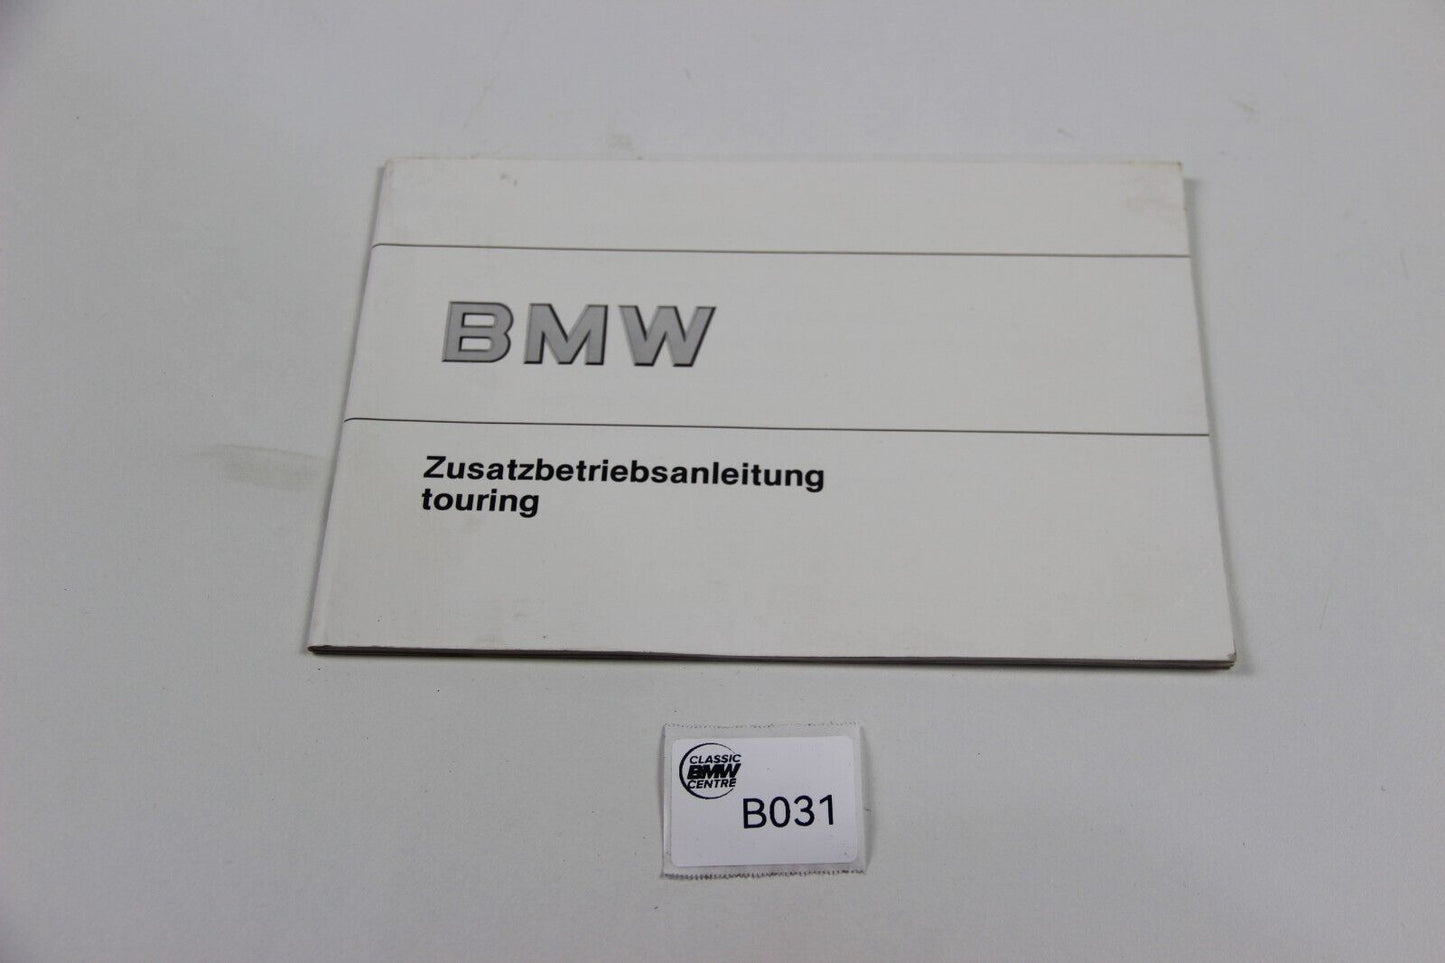 BMW
Zusatzbetriebsanleitung
touring
CLASSIC
BMW
CENTRE
B031